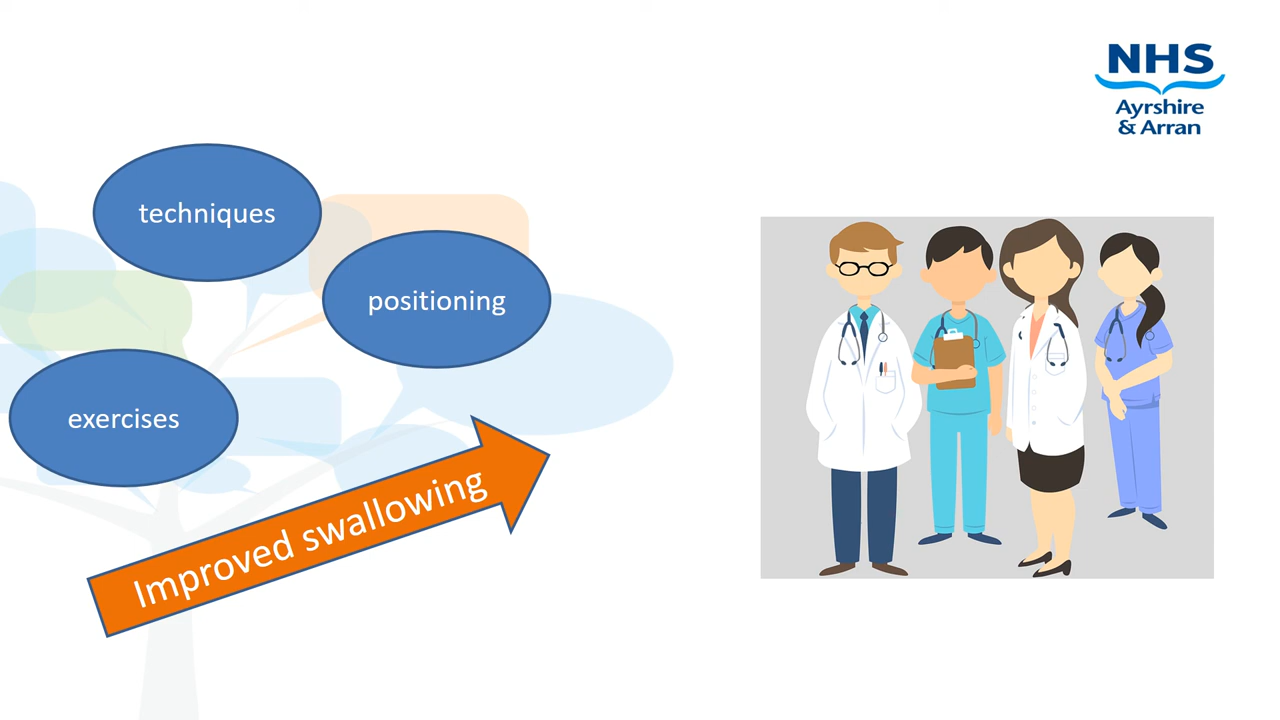 NHS
Ayrshire
& Arran
techniques
positioning
exercises
Improved swallowing